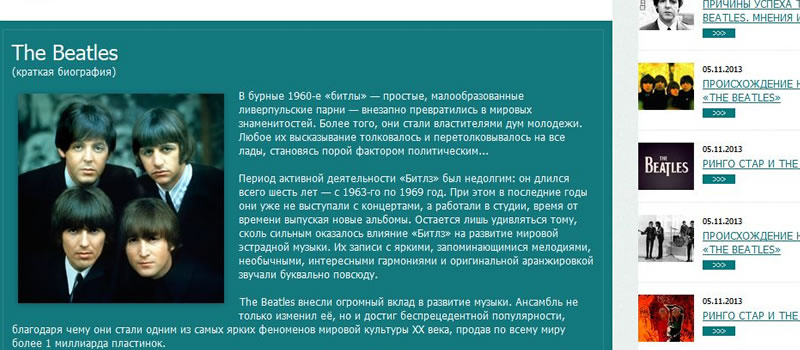 The Beatles
(краткая биография)
В бурные 1960-е «битлы» — простые, малообразованные
ливерпульские парни — внезапно превратились в мировых
знаменитостей. Более того, они стали властителями дум молодежи.
Любое их высказывание толковалось и перетолковывалось на все
лады, становясь порой фактором политическим...
Период активной деятельности «Битлз» был недолгим: он длился
всего шесть лет — с 1963-го по 1969 год. При этом в последние годы
они уже не выступали с концертами, а работали в студии, время от
времени выпуская новые альбомы. Остается лишь удивляться тому,
сколь сильным оказалось влияние «Битлз» на развитие мировой
эстрадной музыки. Их записи с яркими, запоминающимися мелодиями,
необычными, интересными гармониями и оригинальной аранжировкой
звучали буквально повсюду.
The Beatles внесли огромный вклад в развитие музыки. Ансамбль не
только изменил её, но и достиг беспрецедентной популярности,
благодаря чему они стали одним из самых ярких феноменов мировой культуры XX века, продав по всему миру
более 1 миллиарда пластинок.
ПРИЧИНЫ УСПЕХА
BEATLES. МНЕНИЯ И
>>>
05.11.2013
ПРОИСХОЖДЕНИЕ
«THE BEATLES»
>>>
THE BEATLES
05.11.2013
РИНГО СТАР И THE
>>>
05.11.2013
ПРОИСХОЖДЕНИЕ
«THE BEATLES»
>>>
05.11.2013
РИНГО СТАР И THE
>>>